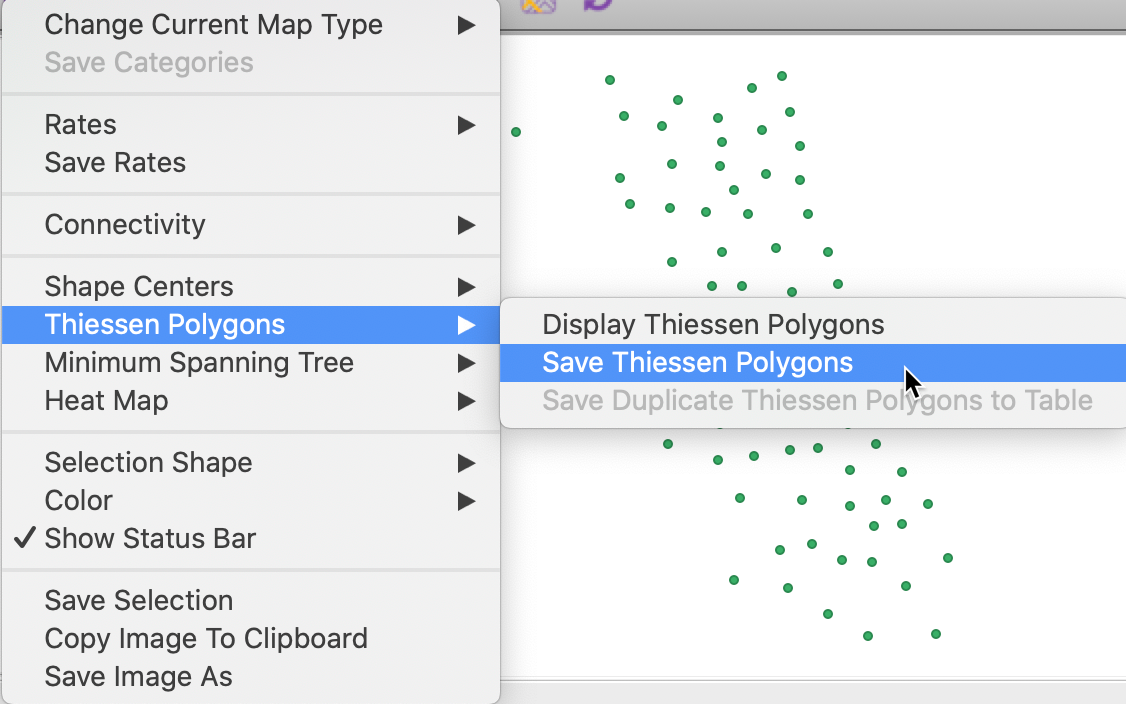 Change Current Map Type
Save Categories
Rates
Save Rates
Connectivity
Shape Centers
Thiessen Polygons
Minimum Spanning Tree
Heat Map
Selection Shape
Color
Show Status Bar
Save Selection
Copy Image To Clipboard
Save Image As
Display Thiessen Polygons
Save Thiessen Polygons
Save Duplicate Thiessen Polygons to Table